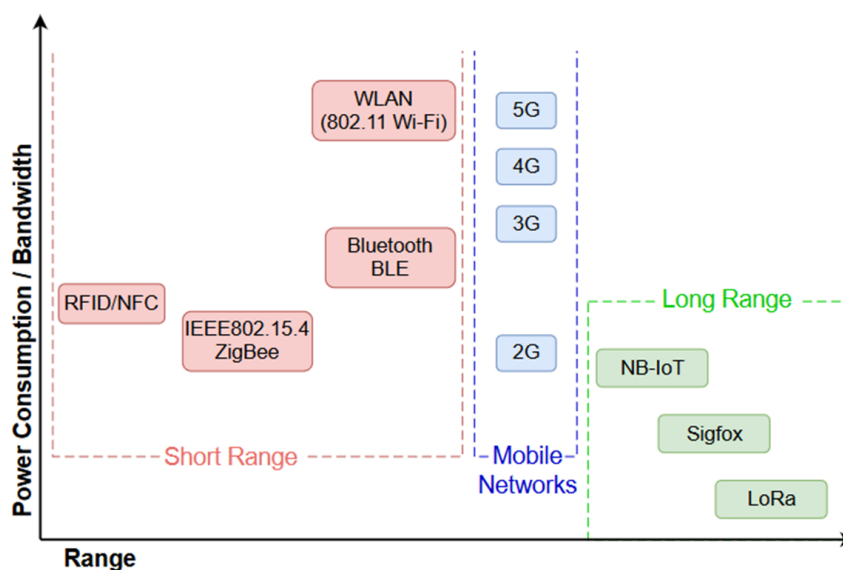 Power Consumption / Bandwidth
WLAN
(802.11 Wi-Fi)
5G
4G
3G
Bluetooth
BLE
RFID/NFC
IEEE802.15.4
ZigBee
2G
Long Range
NB-IoT
Sigfox
LoRa
Short Range
Mobile
Networks
Range